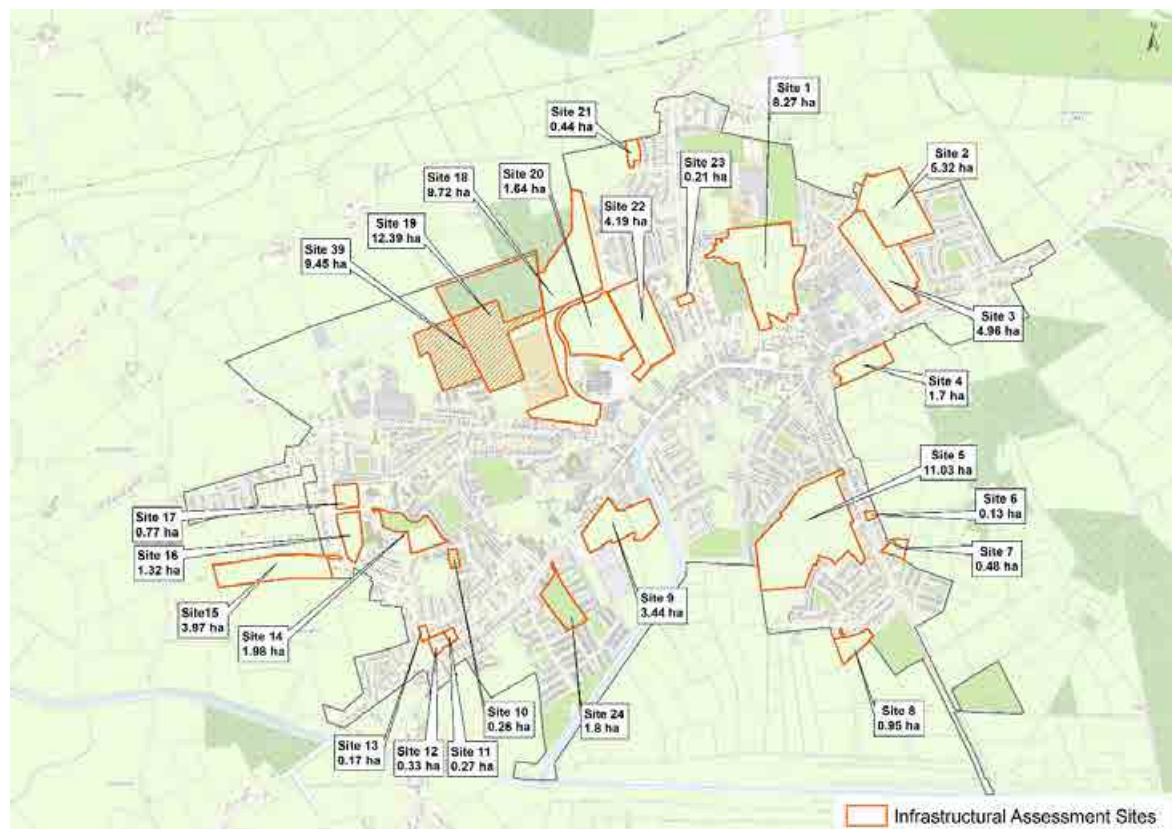 Site 1
8.27 ha
Site 21
0.44 ha
Site 2
5.32 ha
Site 23
0.21 ha
Site 20
1.64 ha
Site 18
9.72 ha
Site 22
4.19 ha
Site 19
12.39 ha
Site 39
9.45 ha
Site 3
4.96 ha
Site 4
1.7 ha
Site 5
11.03 ha
Site 6
0.13 ha
Site 17
0.77 ha
Site 7
0.48 ha
Site 16
1.32 ha
Site 9
3.44 ha
Site15
3.97 ha
Site 14
1.98 ha
Site 10
0.26 ha
Site 24
1.8 ha
Site 8
0.95 ha
Site 13
0.17 ha
Site 12
0.33 ha
Site 11
0.27 ha
Infrastructural Assessment Sites